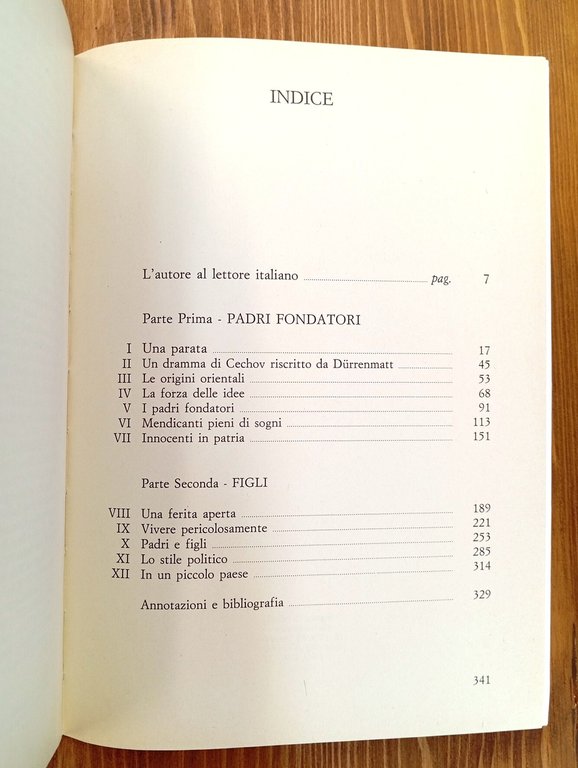 INDICE
L'autore al lettore italiano ........ pag. 7
Parte Prima - PADRI FONDATORI
I Una parata ........ 17
II Un dramma di Cechov riscritto da Dürrenmatt ........ 45
III Le origini orientali ........ 53
IV La forza delle idee ........ 68
V I padri fondatori ........ 91
VI Mendicanti pieni di sogni ........ 113
VII Innocenti in patria ........ 151
Parte Seconda - FIGLI
VIII Una ferita aperta ........ 189
IX Vivere pericolosamente ........ 221
X Padri e figli ........ 253
XI Lo stile politico ........ 285
XII In un piccolo paese ........ 314
Annotazioni e bibliografia ........ 329
341